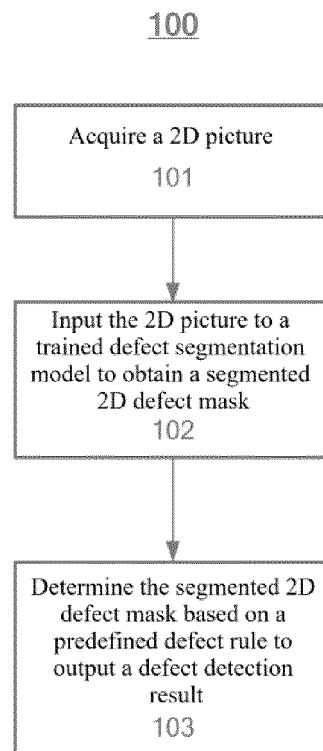 100
Acquire a 2D picture
101
Input the 2D picture to a
trained defect segmentation
model to obtain a segmented
2D defect mask
102
Determine the segmented 2D
defect mask based on a
predefined defect rule to
output a defect detection
result
103